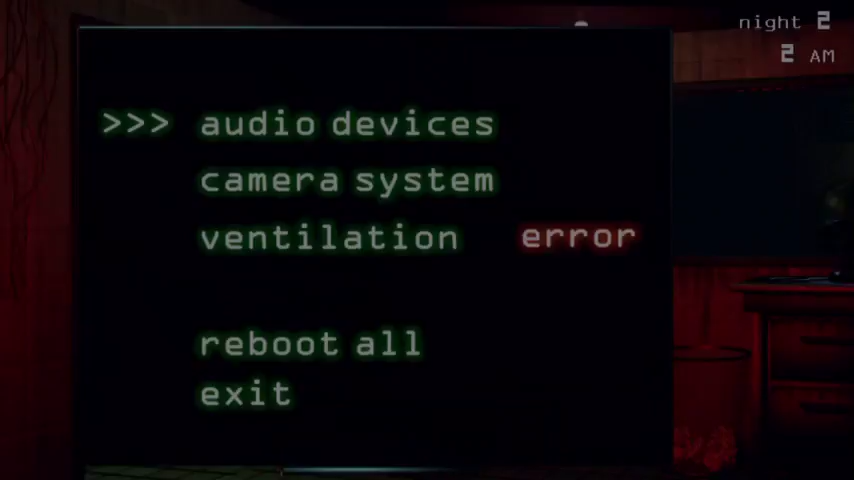 night 2
2 AM
>>> audio devices
camera system
ventilation error
reboot all
exit